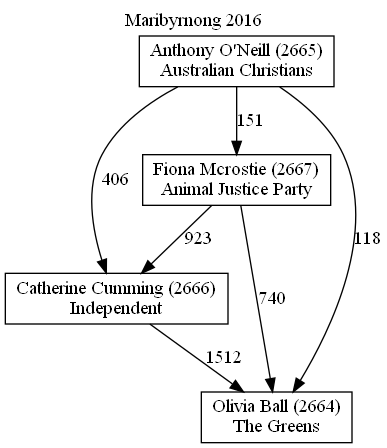 Maribyrnong 2016
Anthony O'Neill (2665)
Australian Christians
151
Fiona Mcrostie (2667)
Animal Justice Party
406
923
118
Catherine Cumming (2666)
Independent
740
1512
Olivia Ball (2664)
The Greens